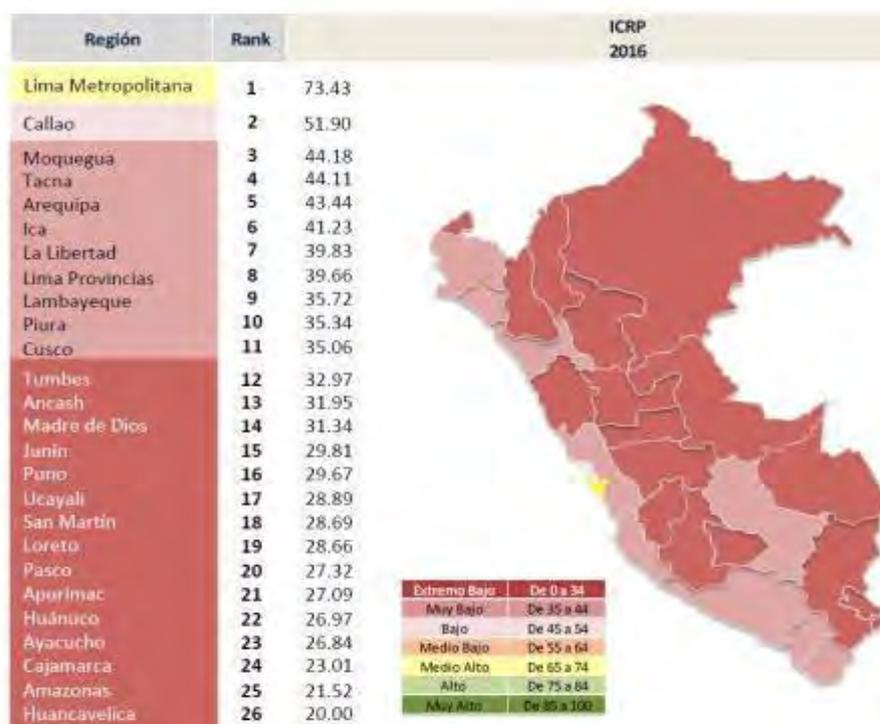 Región Rank ICRP
2016
Lima Metropolitana 1 73.43
Callao 2 51.90
Moquegua 3 44.18
Tacna 4 44.11
Arequipa 5 43.44
Ica 6 41.23
La Libertad 7 39.83
Lima Provincias 8 39.66
Lambayeque 9 35.72
Piura 10 35.34
Cusco 11 35.06
Tumbes 12 32.97
Ancash 13 31.95
Madre de Dios 14 31.34
Junín 15 29.81
Puno 16 29.67
Ucayali 17 28.89
San Martín 18 28.69
Loreto 19 28.66
Pasco 20 27.32
Apurimac 21 27.09
Huánuco 22 26.97
Ayacucho 23 26.84
Cajamarca 24 23.01
Amazonas 25 21.52
Huancavelica 26 20.00
Extremo Bajo De 0 a 34
Muy Bajo De 35 a 44
Bajo De 45 a 54
Medio Bajo De 55 a 64
Medio Alto De 65 a 74
Alto De 75 a 84
Muy Alto De 85 a 100